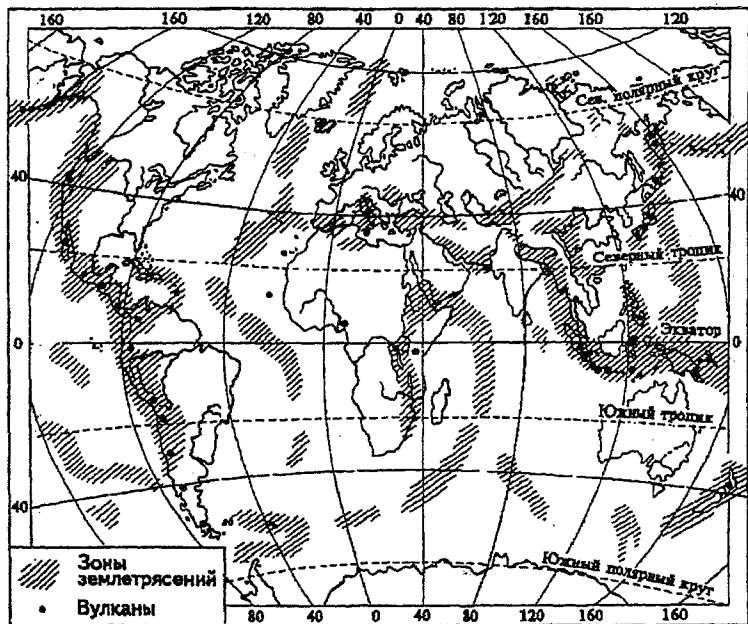 160 160 120 80 40 0 40 80 120 160 160 120
Сев. полярный круг
40 40
Северный тропик
Экватор
0 0
Южный тропик
40
Южный полярный круг
Зоны
землетрясений
Вулканы
80 40 0 40 80 120 160 160